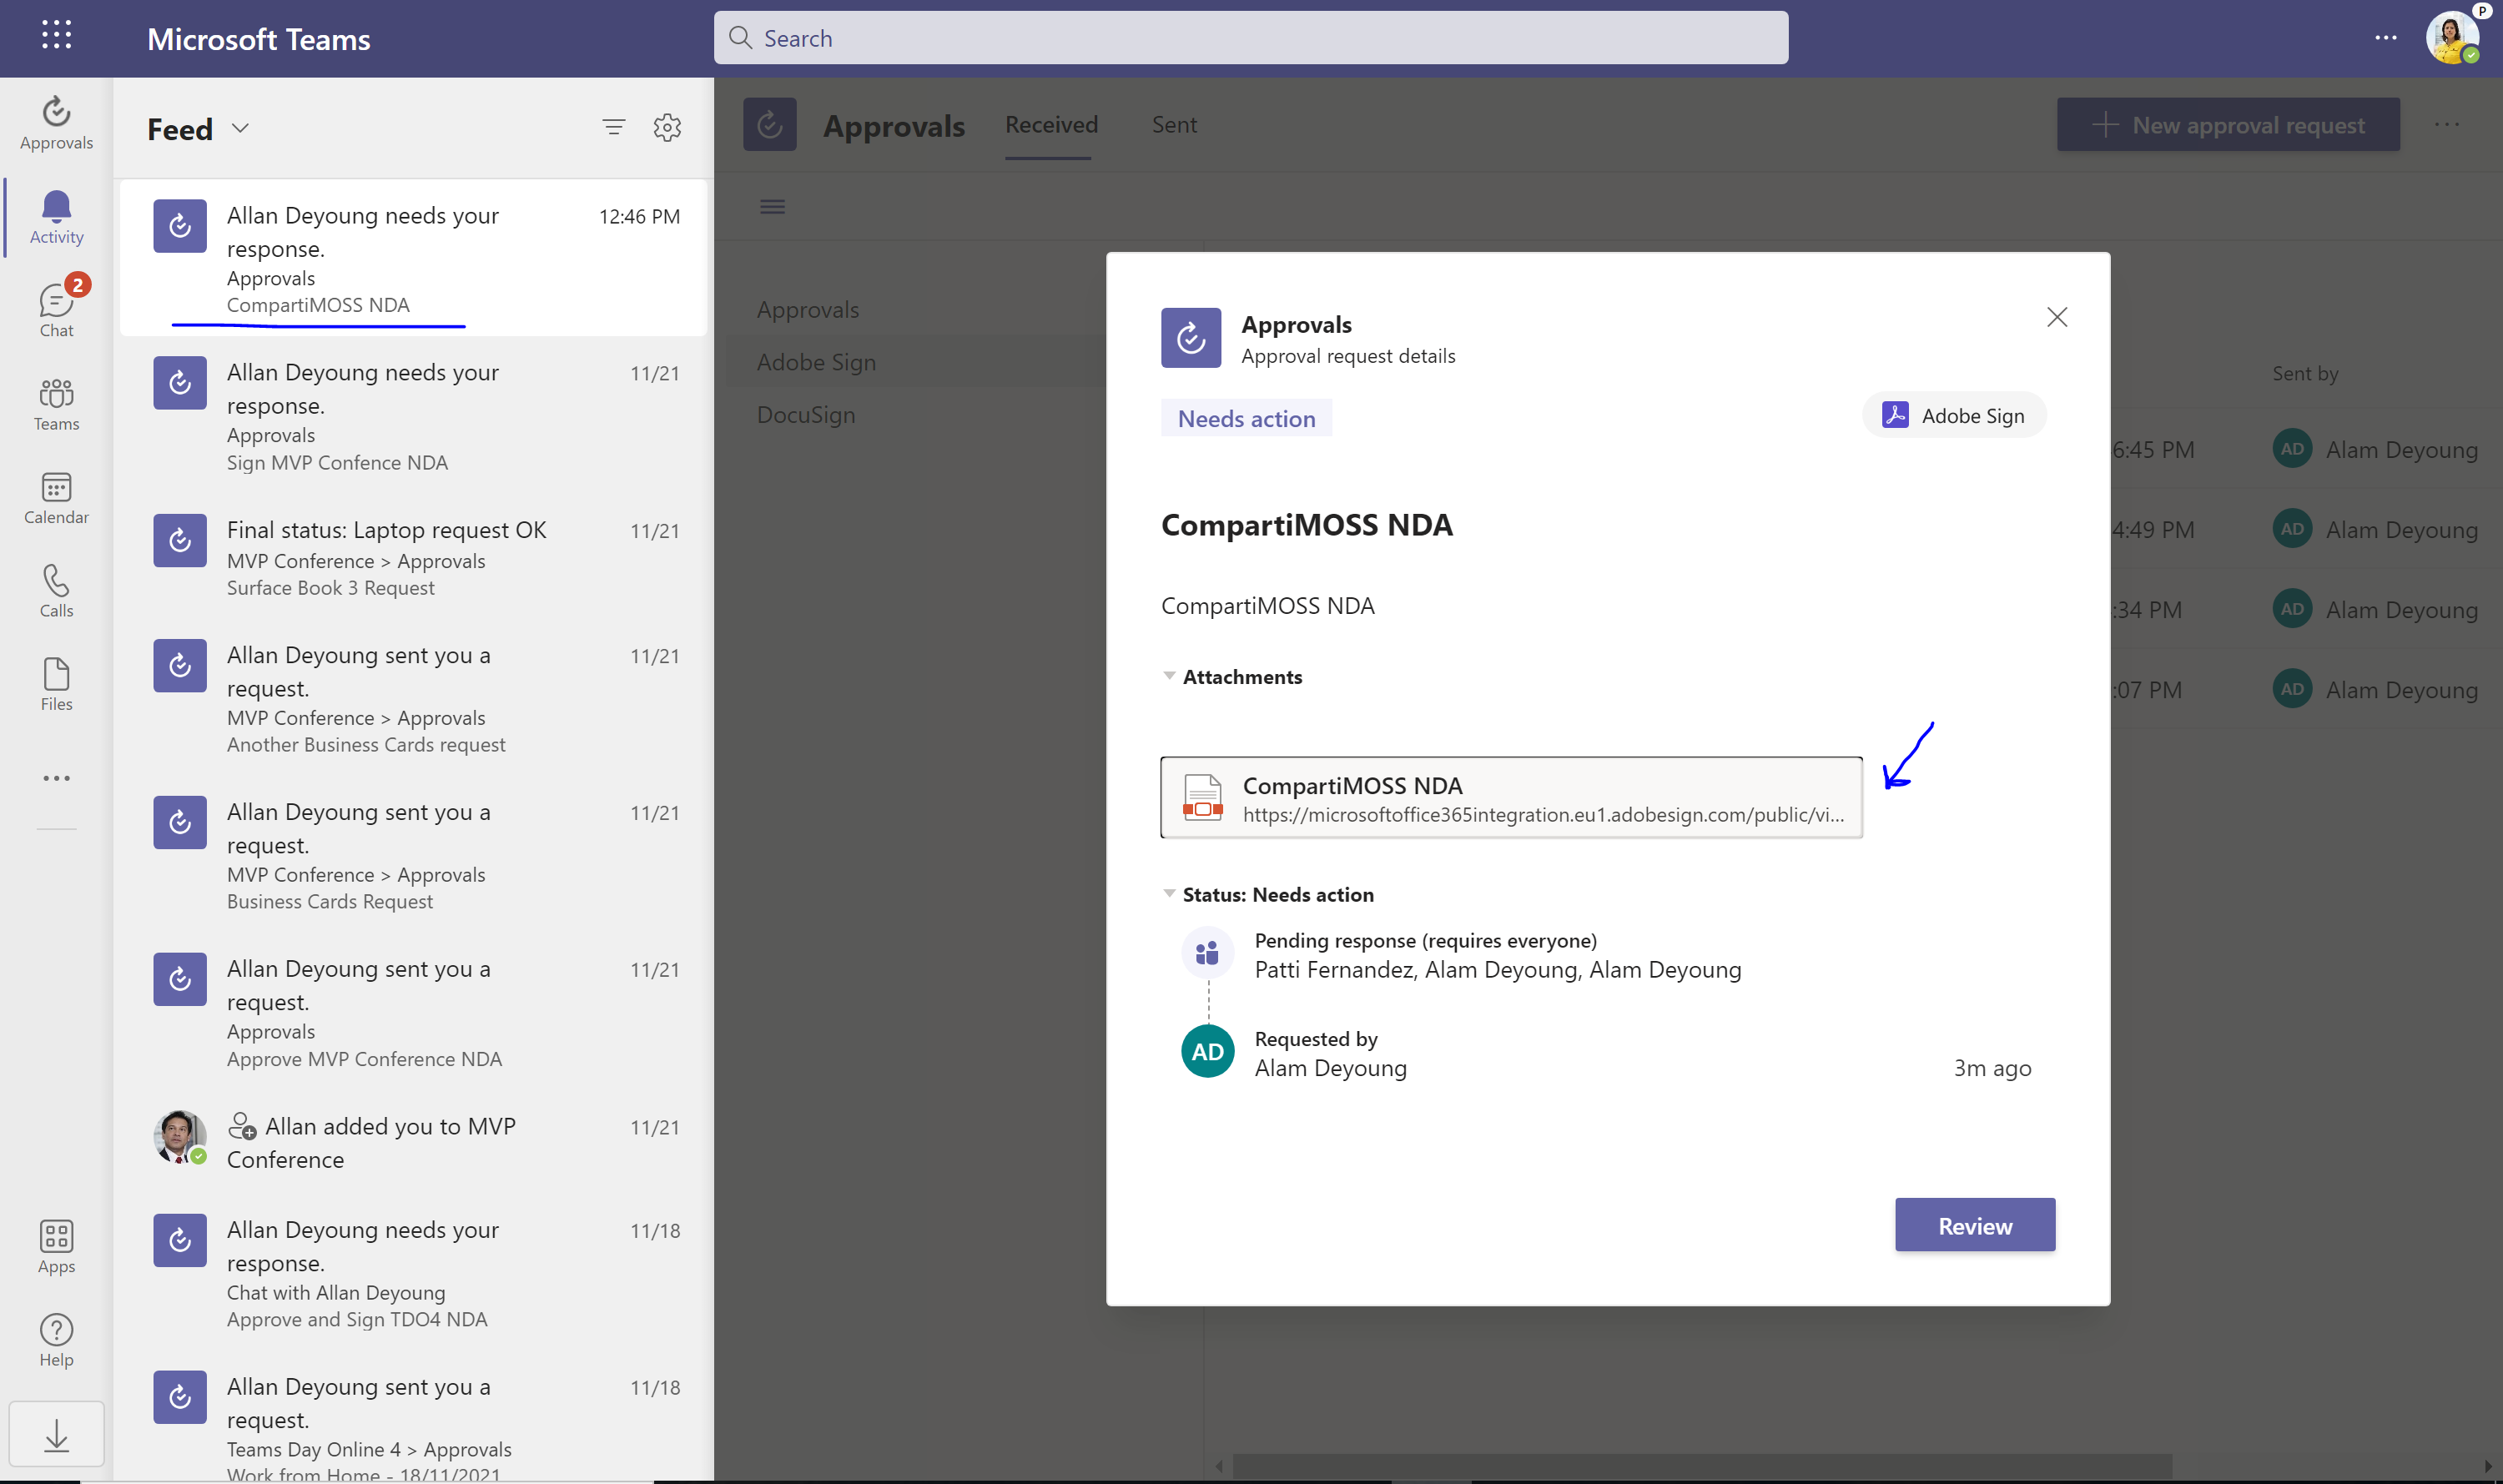 Microsoft Teams
Search
P
Approvals
Activity
2
Chat
Teams
Calendar
Calls
Files
Apps
Help
Feed
Allan Deyoung needs your
response.
12:46 PM
Approvals
CompartiMOSS NDA
Allan Deyoung needs your
response.
11/21
Approvals
Sign MVP Confence NDA
Final status: Laptop request OK
11/21
MVP Conference > Approvals
Surface Book 3 Request
Allan Deyoung sent you a
request.
11/21
MVP Conference > Approvals
Another Business Cards request
Allan Deyoung sent you a
request.
11/21
MVP Conference > Approvals
Business Cards Request
Allan Deyoung sent you a
request.
11/21
Approvals
Approve MVP Conference NDA
Allan added you to MVP
Conference
11/21
Allan Deyoung needs your
response.
11/18
Chat with Allan Deyoung
Approve and Sign TDO4 NDA
Allan Deyoung sent you a
request.
11/18
Teams Day Online 4 > Approvals
Work from Home - 18/11/2021
Approvals
Received
Sent
New approval request
Approvals
Adobe Sign
DocuSign
Sent by
6:45 PM
AD
Alam Deyoung
4:49 PM
AD
Alam Deyoung
:34 PM
AD
Alam Deyoung
:07 PM
AD
Alam Deyoung
Approvals
Approval request details
Needs action
Adobe Sign
CompartiMOSS NDA
CompartiMOSS NDA
Attachments
CompartiMOSS NDA
https://microsoftoffice365integration.eu1.adobesign.com/public/vi...
Status: Needs action
Pending response (requires everyone)
Patti Fernandez, Alam Deyoung, Alam Deyoung
AD
Requested by
Alam Deyoung
3m ago
Review